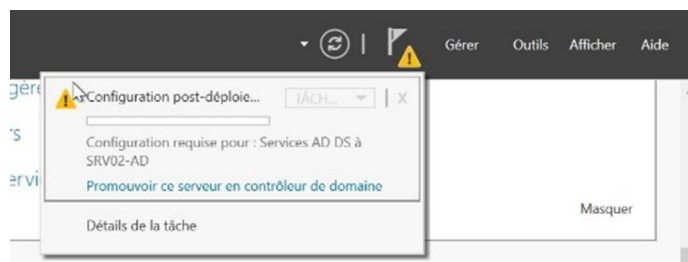 Gérer Outils Afficher Aide
Configuration post-déploie... TÂCH... X
Configuration requise pour : Services AD DS à
SRV02-AD
Promouvoir ce serveur en contrôleur de domaine
Détails de la tâche
Masquer